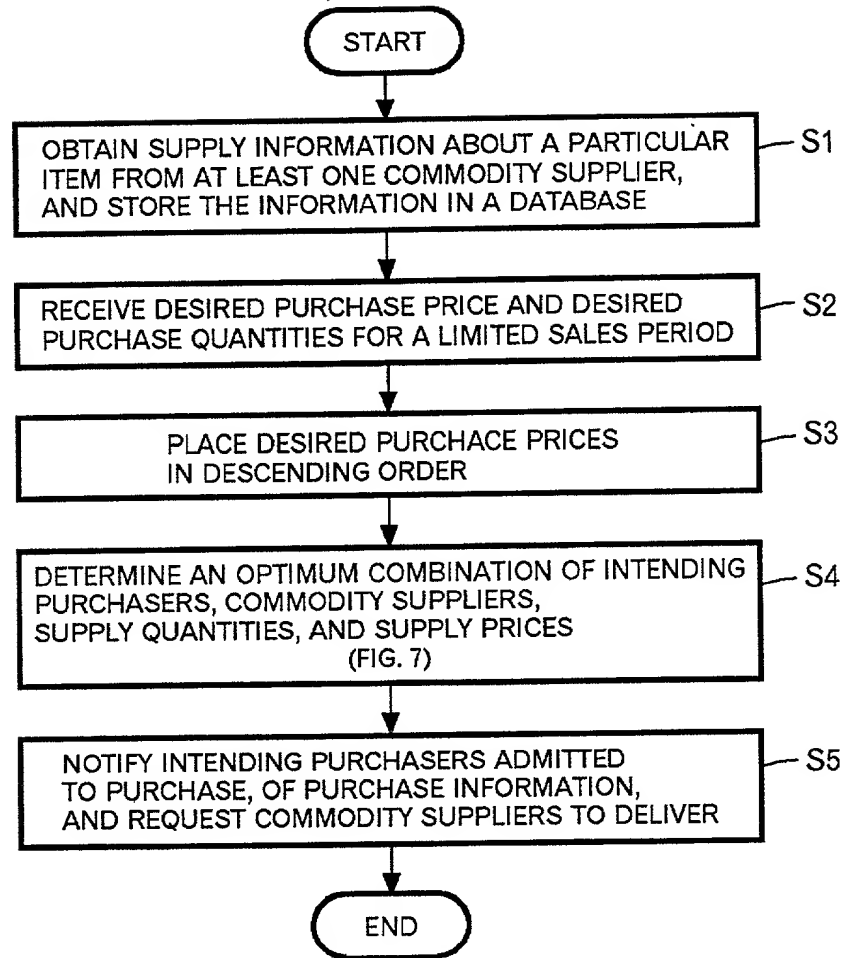 START
OBTAIN SUPPLY INFORMATION ABOUT A PARTICULAR
ITEM FROM AT LEAST ONE COMMODITY SUPPLIER,
AND STORE THE INFORMATION IN A DATABASE
S1
RECEIVE DESIRED PURCHASE PRICE AND DESIRED
PURCHASE QUANTITIES FOR A LIMITED SALES PERIOD
S2
PLACE DESIRED PURCHACE PRICES
IN DESCENDING ORDER
S3
DETERMINE AN OPTIMUM COMBINATION OF INTENDING
PURCHASERS, COMMODITY SUPPLIERS,
SUPPLY QUANTITIES, AND SUPPLY PRICES
(FIG. 7)
S4
NOTIFY INTENDING PURCHASERS ADMITTED
TO PURCHASE, OF PURCHASE INFORMATION,
AND REQUEST COMMODITY SUPPLIERS TO DELIVER
S5
END